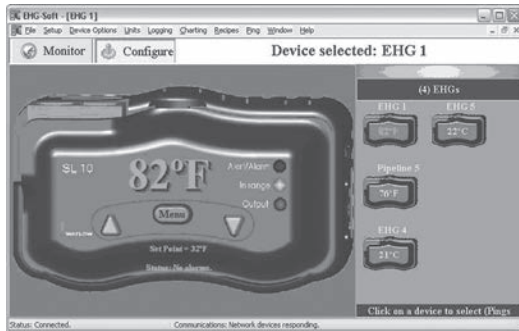 EHG-Soft - [EHG 1]
File Setup Device Options Units Logging Charting Recipes Ping Window Help
Monitor Configure Device selected: EHG 1
(4) EHGs
EHG 1 EHG 5
82°F 22°C
SL 10
82°F
Alert/Alarm
In range
Output
Menu
Set Point = 32°F
Status: No alarms.
Pipeline 5
76°F
EHG 4
21°C
Click on a device to select (Pings
Status: Connected. Communications: Network devices responding.